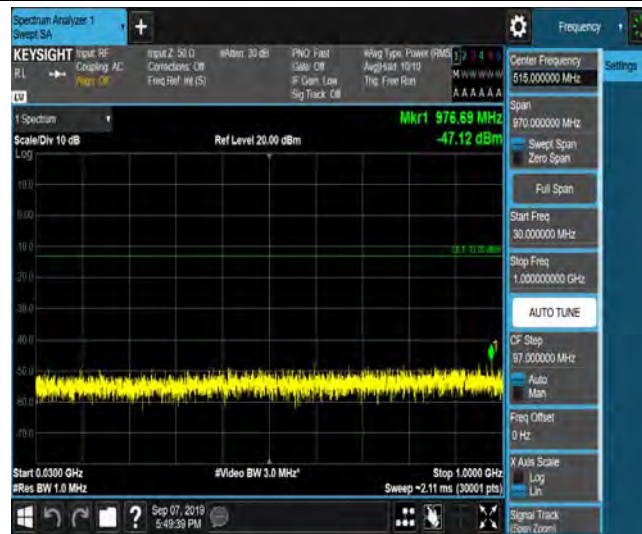 Spectrum Analyzer 1
Swept SA
+
Frequency
KEYSIGHT
Input: RF
Coupling: AC
Align: Off
Input Z: 50 Ω
Corrections: Off
Freq Ref: Int (S)
#Atten: 30 dB
PNO: Fast
Gate: Off
IF Gain: Low
Sig Track: Off
#Avg Type: Power (RMS
Avg|Hold: 10/10
Trig: Free Run
1 2 3 4 5 6
M W W W W W
A A A A A A
RL
LV
1 Spectrum
Scale/Div 10 dB
Ref Level 20.00 dBm
Mkr1 976.69 MHz
-47.12 dBm
Log
10.0
0.00
-10.0
-20.0
-30.0
-40.0
-50.0
-60.0
-70.0
DL1 -13.00 dBm
1
Start 0.0300 GHz
#Video BW 3.0 MHz*
Stop 1.0000 GHz
#Res BW 1.0 MHz
Sweep ~2.11 ms (30001 pts)
Center Frequency
515.000000 MHz
Settings
Span
970.000000 MHz
Swept Span
Zero Span
Full Span
Start Freq
30.000000 MHz
Stop Freq
1.000000000 GHz
AUTO TUNE
CF Step
97.000000 MHz
Auto
Man
Freq Offset
0 Hz
X Axis Scale
Log
Lin
Signal Track
(Span Zoom)
?
Sep 07, 2019
5:49:39 PM